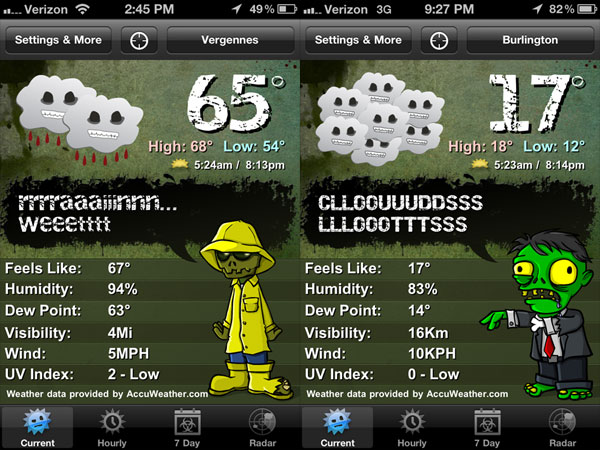 Verizon 2:45 PM 49%
Settings & More Vergennes
65°
High: 68° Low: 54°
5:24am / 8:13pm
rrrraaaiiinnn...
weeetttt
Feels Like: 67°
Humidity: 94%
Dew Point: 63°
Visibility: 4Mi
Wind: 5MPH
UV Index: 2 - Low
Weather data provided by AccuWeather.com
Current Hourly 7 Day Radar
Verizon 3G 9:27 PM 82%
Settings & More Burlington
17°
High: 18° Low: 12°
5:23am / 8:14pm
CLLOOUUUDDSSS
LLLOOOTTTSSS
Feels Like: 17°
Humidity: 83%
Dew Point: 14°
Visibility: 16Km
Wind: 10KPH
UV Index: 0 - Low
Weather data provided by AccuWeather.com
Current Hourly 7 Day Radar